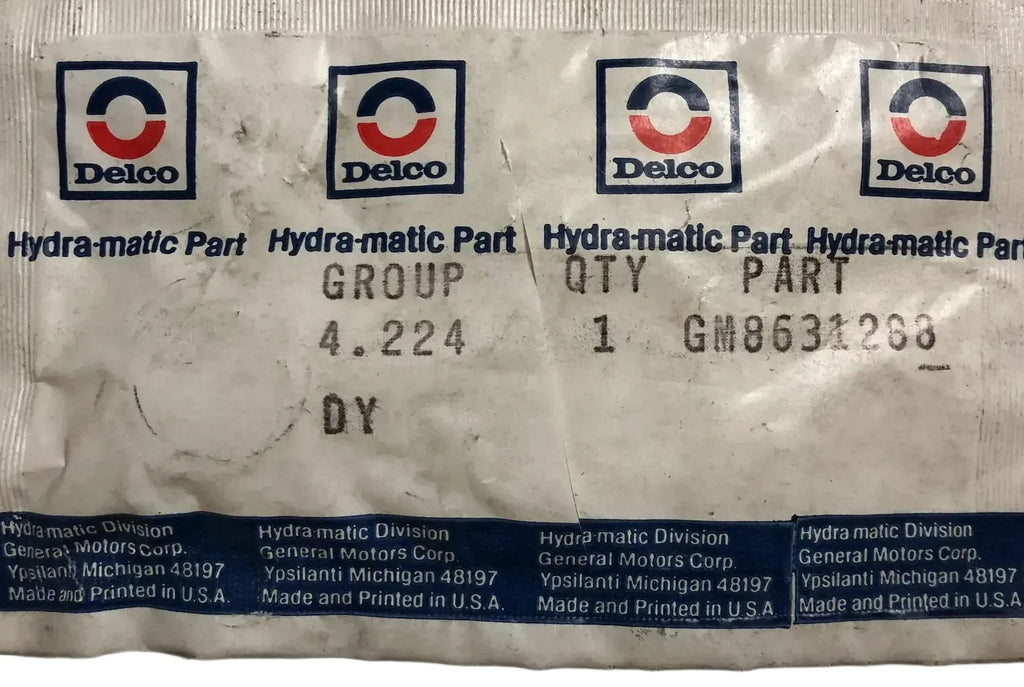 Delco Delco Delco Delco
Hydra-matic Part Hydra-matic Part Hydra-matic Part Hydra-matic Part
GROUP QTY PART
4.224 1 GM8631288
DY
Hydra-matic Division Hydra-matic Division Hydra-matic Division Hydra matic Division
General Motors Corp. General Motors Corp. General Motors Corp. General Motors Corp.
Ypsilanti Michigan 48197 Ypsilanti Michigan 48197 Ypsilanti Michigan 48197 Ypsilanti Michigan 48197
Made and Printed in U.S.A. Made and Printed in U.S.A. Made and Printed in U.S.A Made and Printed in U.S.A